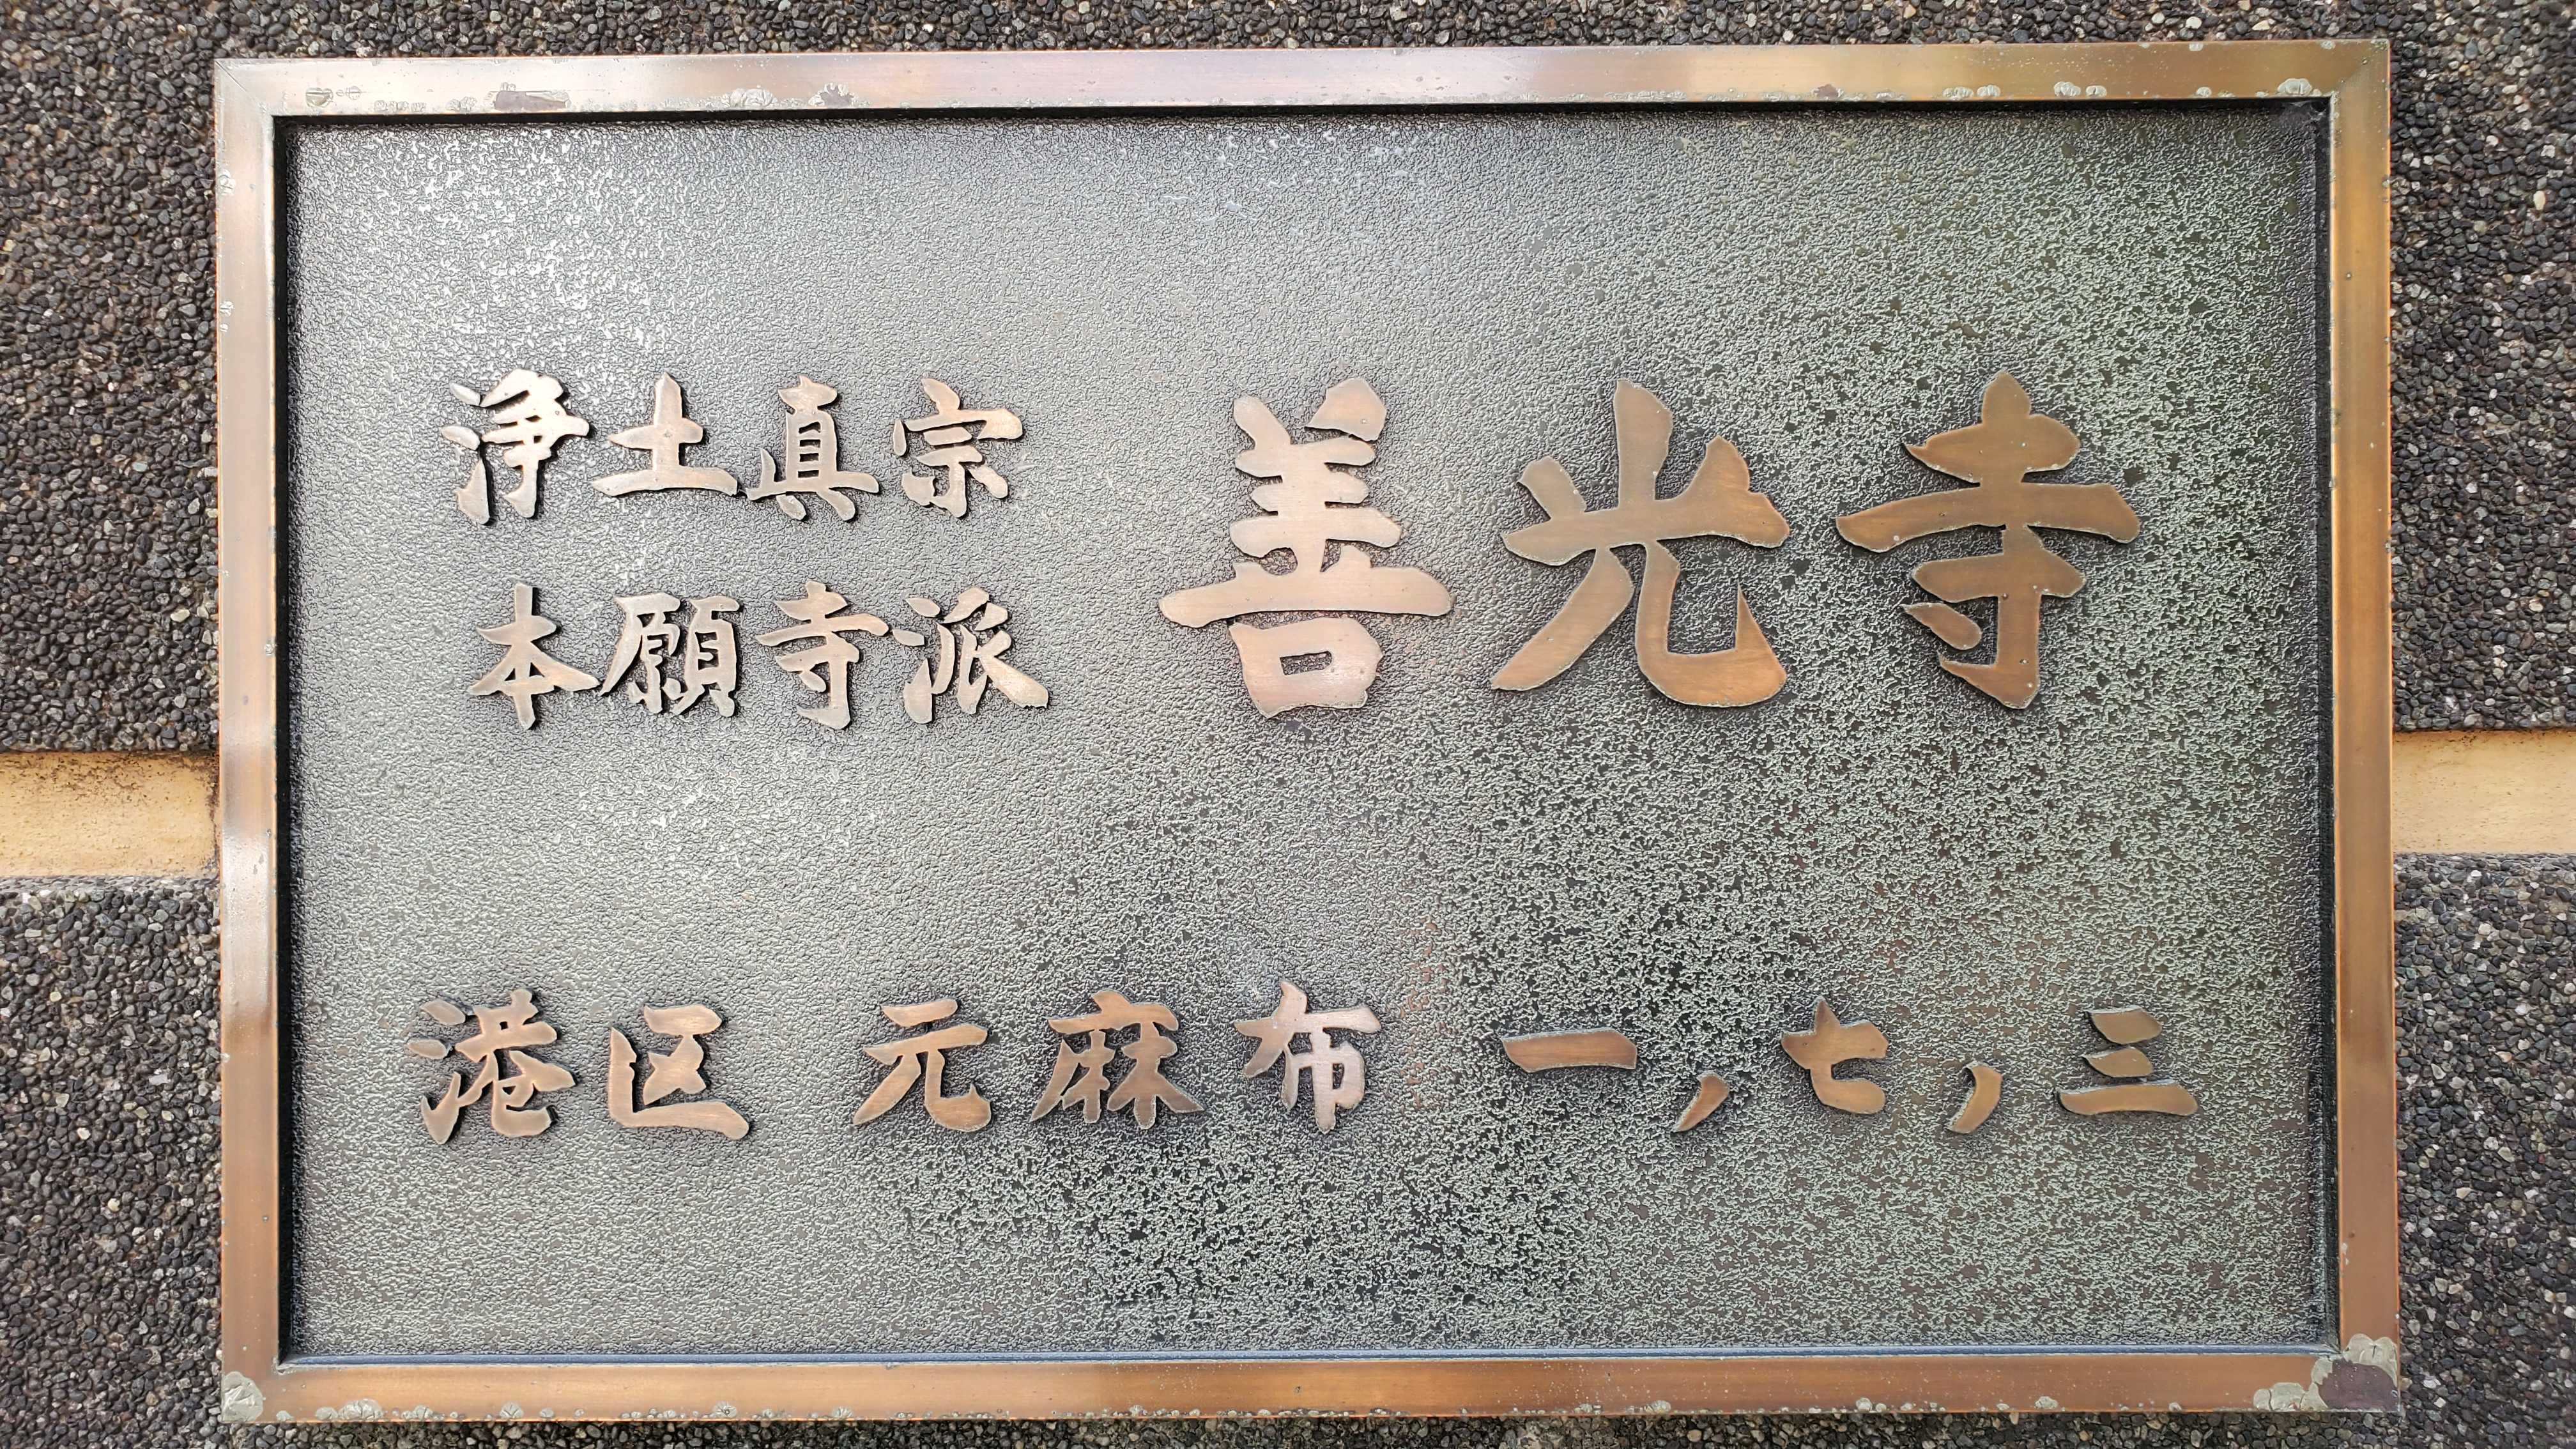 浄土真宗
本願寺派
善光寺
港区 元麻布 一,七,三